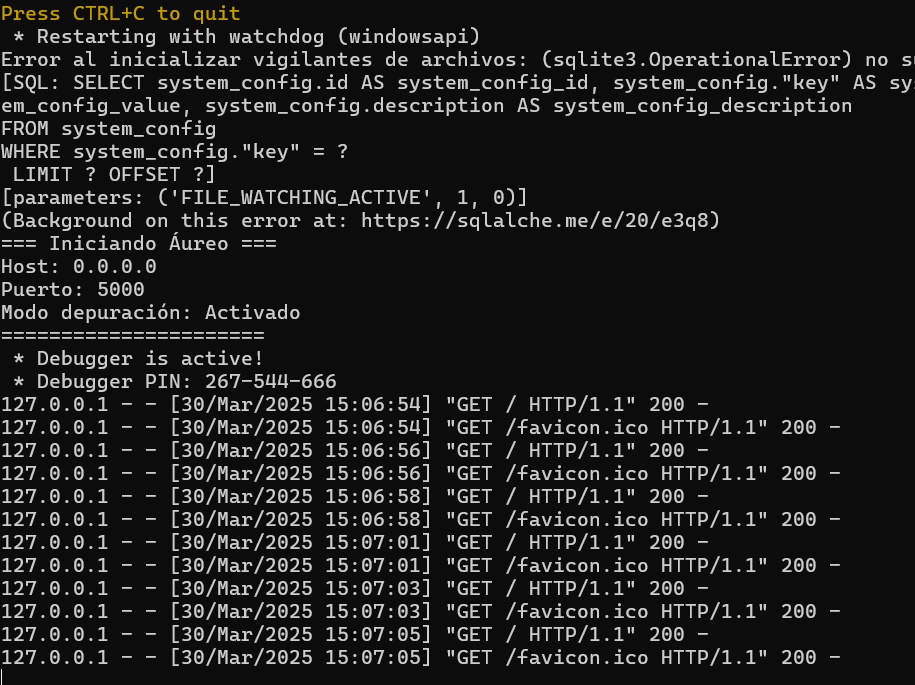 Press CTRL+C to quit
 * Restarting with watchdog (windowsapi)
Error al inicializar vigilantes de archivos: (sqlite3.OperationalError) no
[SQL: SELECT system_config.id AS system_config_id, system_config."key" AS
em_config_value, system_config.description AS system_config_description
FROM system_config
WHERE system_config."key" = ?
 LIMIT ? OFFSET ?]
[parameters: ('FILE_WATCHING_ACTIVE', 1, 0)]
(Background on this error at: https://sqlalche.me/e/20/e3q8)
=== Iniciando Áureo ===
Host: 0.0.0.0
Puerto: 5000
Modo depuración: Activado
======================
 * Debugger is active!
 * Debugger PIN: 267-544-666
127.0.0.1 - - [30/Mar/2025 15:06:54] "GET / HTTP/1.1" 200 -
127.0.0.1 - - [30/Mar/2025 15:06:54] "GET /favicon.ico HTTP/1.1" 200 -
127.0.0.1 - - [30/Mar/2025 15:06:56] "GET / HTTP/1.1" 200 -
127.0.0.1 - - [30/Mar/2025 15:06:56] "GET /favicon.ico HTTP/1.1" 200 -
127.0.0.1 - - [30/Mar/2025 15:06:58] "GET / HTTP/1.1" 200 -
127.0.0.1 - - [30/Mar/2025 15:06:58] "GET /favicon.ico HTTP/1.1" 200 -
127.0.0.1 - - [30/Mar/2025 15:07:01] "GET / HTTP/1.1" 200 -
127.0.0.1 - - [30/Mar/2025 15:07:01] "GET /favicon.ico HTTP/1.1" 200 -
127.0.0.1 - - [30/Mar/2025 15:07:03] "GET / HTTP/1.1" 200 -
127.0.0.1 - - [30/Mar/2025 15:07:03] "GET /favicon.ico HTTP/1.1" 200 -
127.0.0.1 - - [30/Mar/2025 15:07:05] "GET / HTTP/1.1" 200 -
127.0.0.1 - - [30/Mar/2025 15:07:05] "GET /favicon.ico HTTP/1.1" 200 -